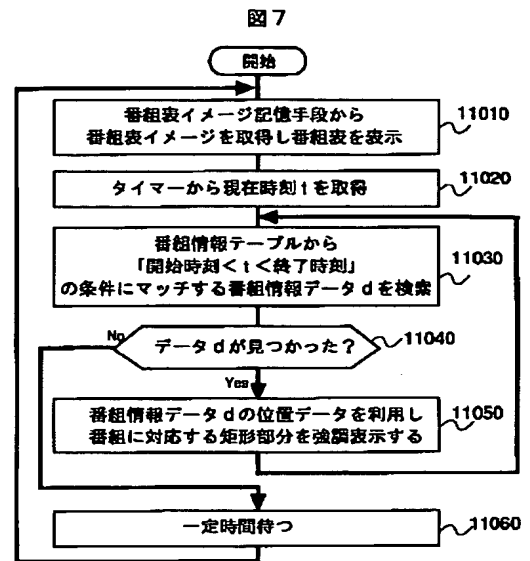 図7
開始
番組表イメージ記憶手段から
番組表イメージを取得し番組表を表示
11010
タイマーから現在時刻tを取得
11020
番組情報テーブルから
「開始時刻<t<終了時刻」
の条件にマッチする番組情報データdを検索
11030
No
データdが見つかった?
11040
Yes
番組情報データdの位置データを利用し
番組に対応する矩形部分を強調表示する
11050
一定時間待つ
11060